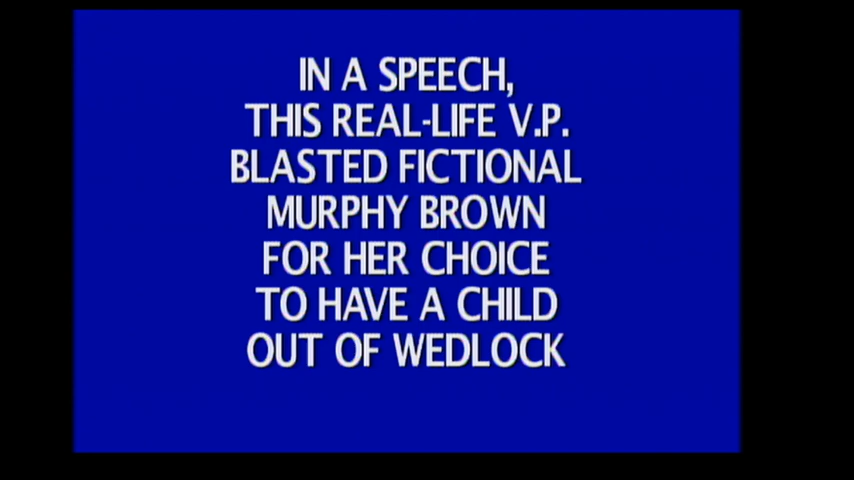 IN A SPEECH,
THIS REAL-LIFE V.P.
BLASTED FICTIONAL
MURPHY BROWN
FOR HER CHOICE
TO HAVE A CHILD
OUT OF WEDLOCK